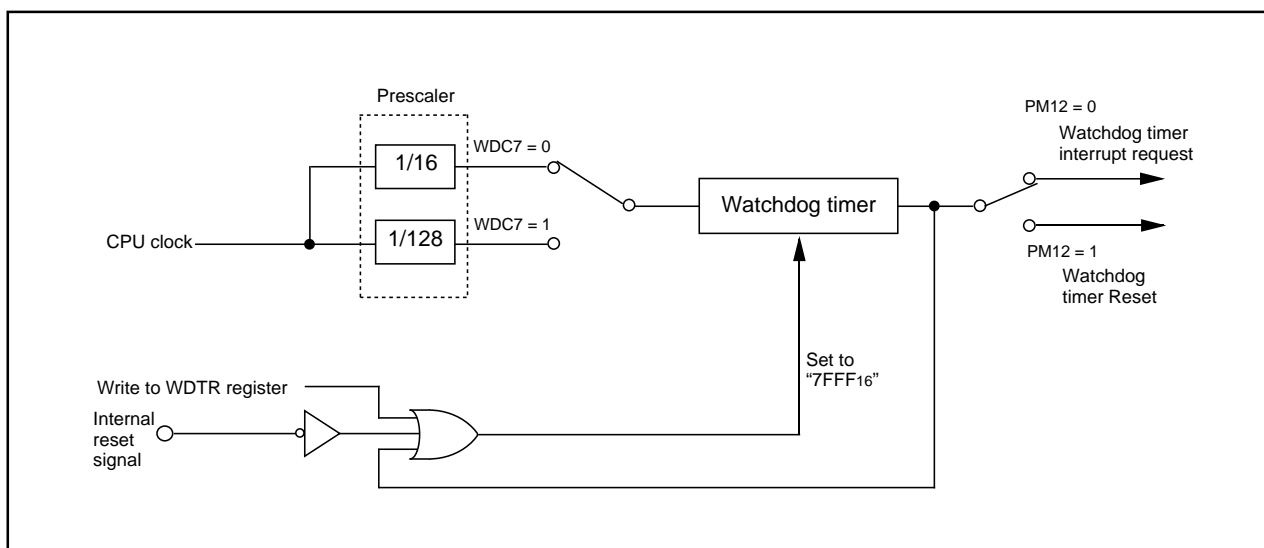 Prescaler
1/16
WDC7 = 0
1/128
WDC7 = 1
CPU clock
Watchdog timer
PM12 = 0
Watchdog timer
interrupt request
PM12 = 1
Watchdog
timer Reset
Set to
“7FFF16”
Write to WDTR register
Internal
reset
signal